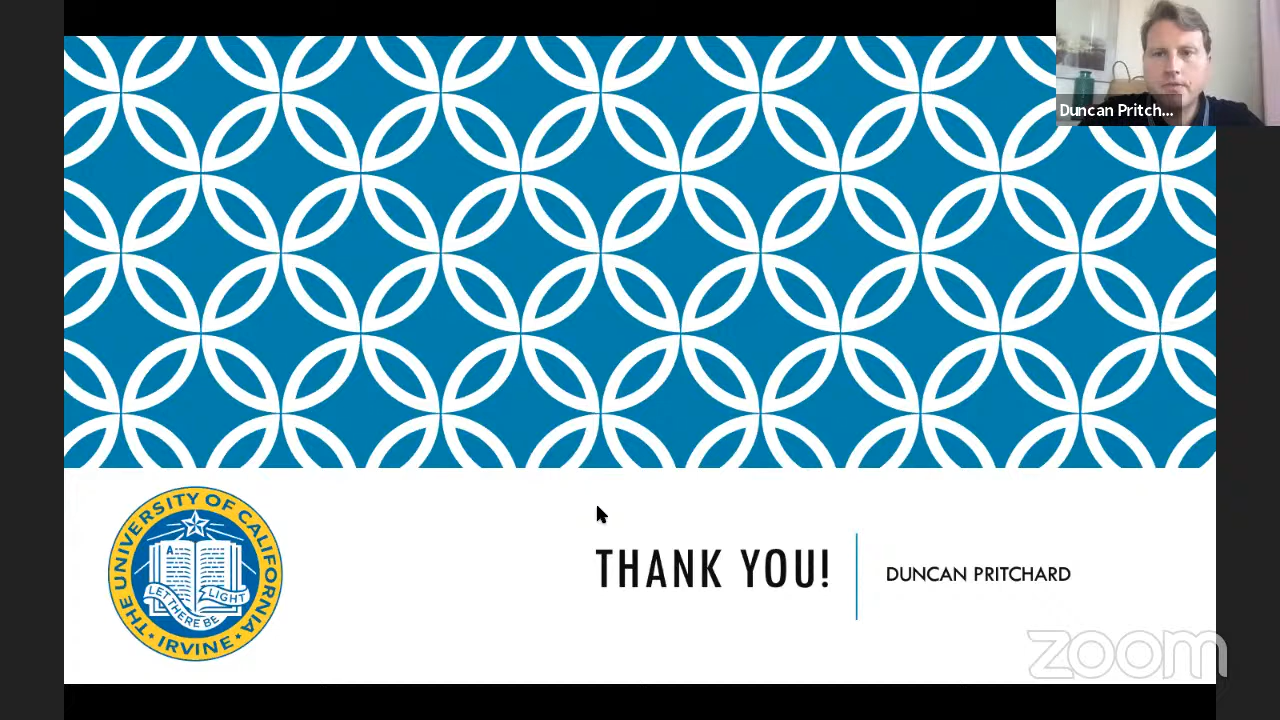 Duncan Pritch...
THE UNIVERSITY OF CALIFORNIA
A
LET THERE BE LIGHT
• IRVINE •
THANK YOU!
DUNCAN PRITCHARD
zoom